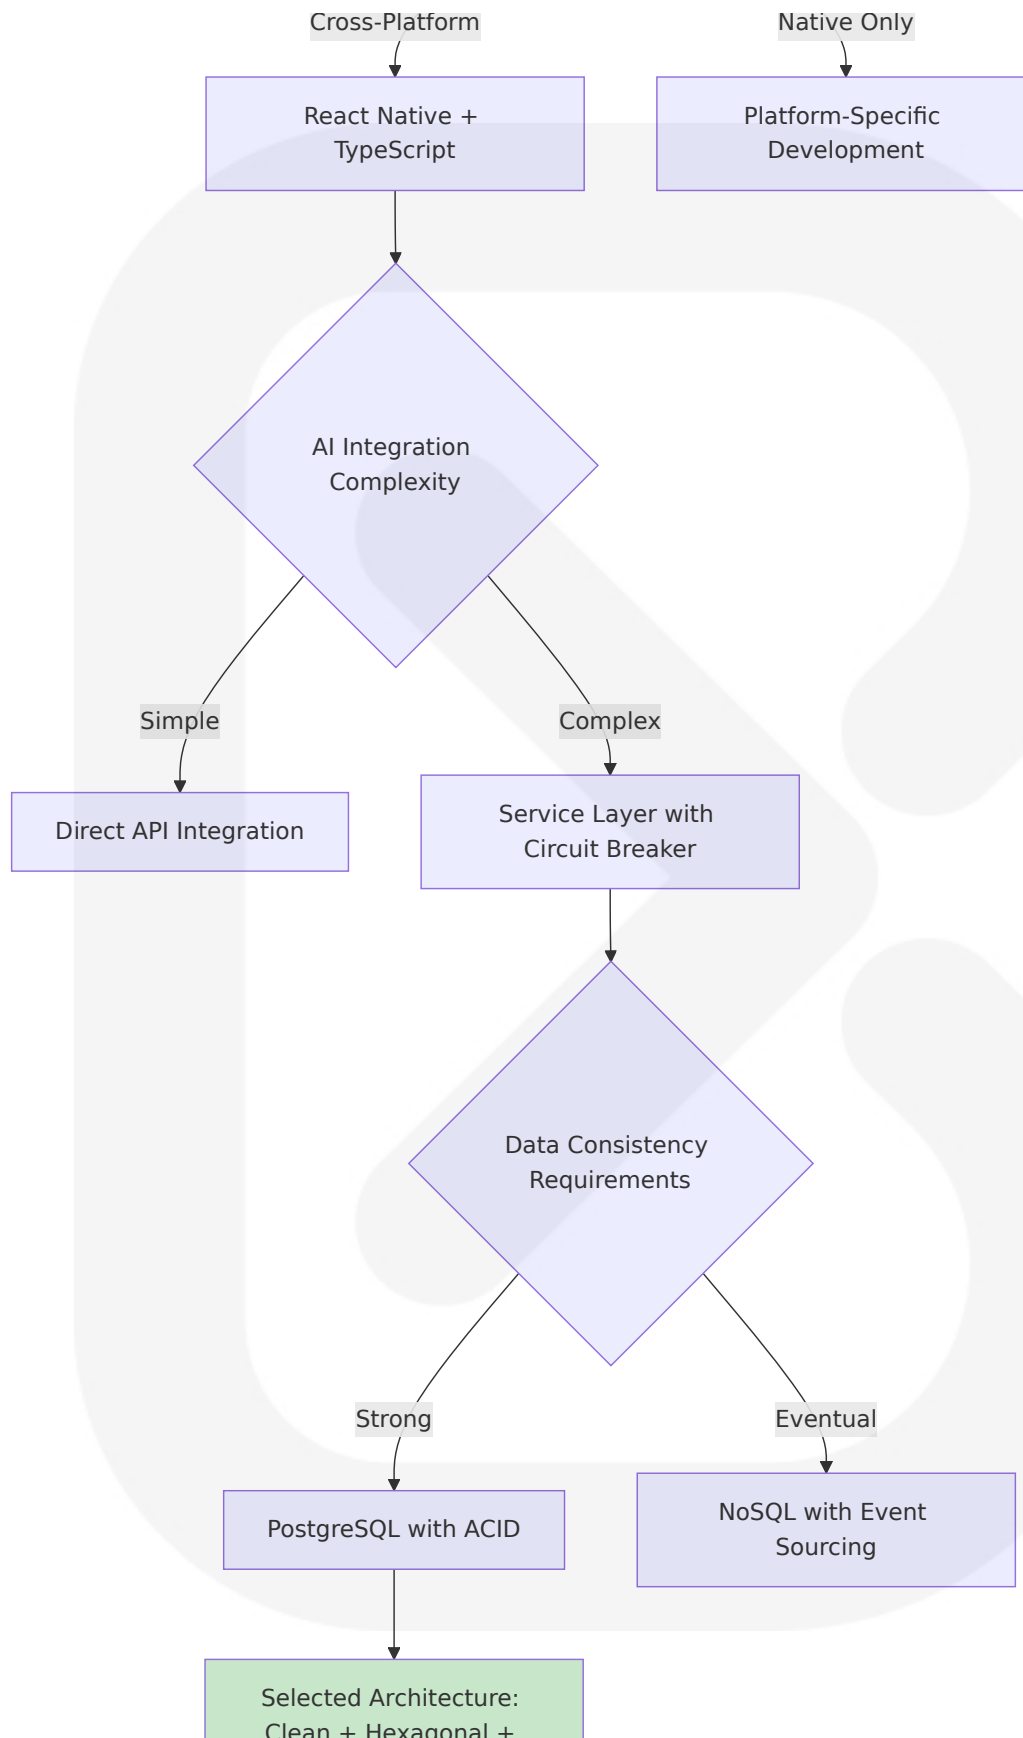 Cross-Platform
Native Only
React Native +
TypeScript
Platform-Specific
Development
AI Integration
Complexity
Simple
Complex
Direct API Integration
Service Layer with
Circuit Breaker
Data Consistency
Requirements
Strong
Eventual
PostgreSQL with ACID
NoSQL with Event
Sourcing
Selected Architecture:
Clean + Hexagonal +